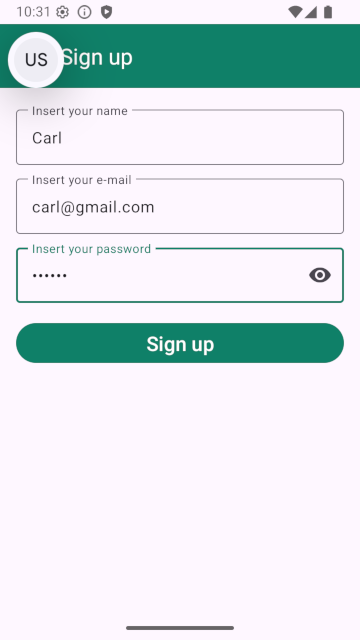 10:31
US
Sign up
Insert your name
Carl
Insert your e-mail
carl@gmail.com
Insert your password
••••••
Sign up